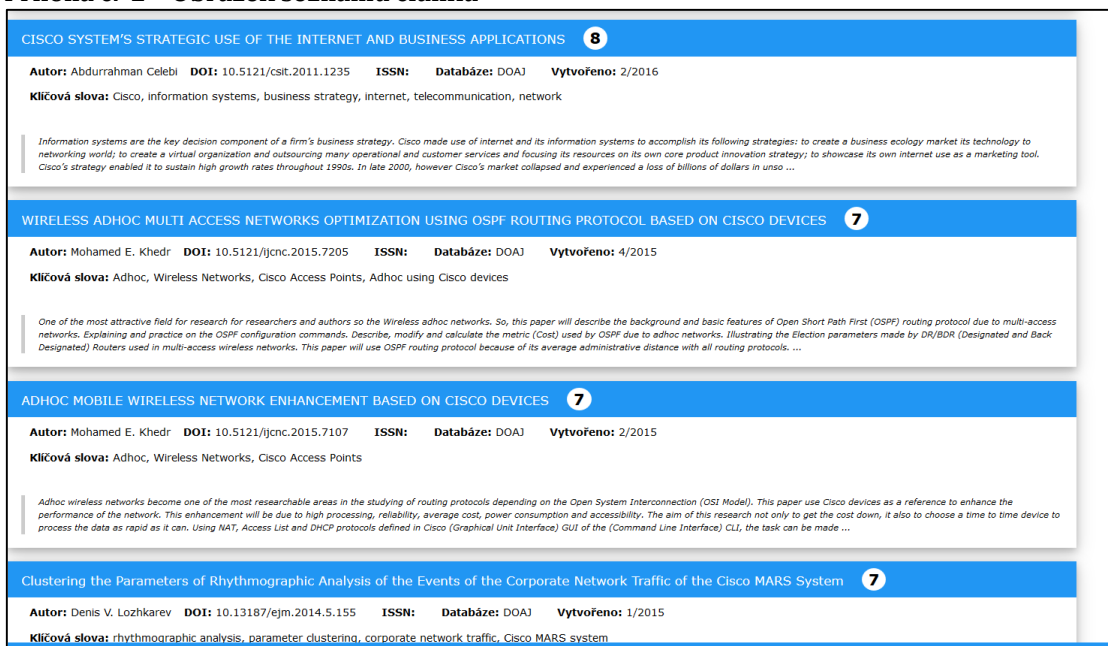 CISCO SYSTEM'S STRATEGIC USE OF THE INTERNET AND BUSINESS APPLICATIONS 8
Autor: Abdurrahman Celebi DOI: 10.5121/csit.2011.1235 ISSN: Databáze: DOAJ Vytvořeno: 2/2016
Klíčová slova: Cisco, information systems, business strategy, internet, telecommunication, network
Information systems are the key decision component of a firm's business strategy. Cisco made use of internet and its information systems to accomplish its following strategies: to create a business ecology market its technology to
networking world; to create a virtual organization and outsourcing many operational and customer services and focusing its resources on its own core product innovation strategy; to showcase its own internet use as a marketing tool.
Cisco's strategy enabled it to sustain high growth rates throughout 1990s. In late 2000, however Cisco's market collapsed and experienced a loss of billions of dollars in unso ...
WIRELESS ADHOC MULTI ACCESS NETWORKS OPTIMIZATION USING OSPF ROUTING PROTOCOL BASED ON CISCO DEVICES 7
Autor: Mohamed E. Khedr DOI: 10.5121/ijcnc.2015.7205 ISSN: Databáze: DOAJ Vytvořeno: 4/2015
Klíčová slova: Adhoc, Wireless Networks, Cisco Access Points, Adhoc using Cisco devices
One of the most attractive field for research for researchers and authors so the Wireless adhoc networks. So, this paper will describe the background and basic features of Open Short Path First (OSPF) routing protocol due to multi-access
networks. Explaining and practice on the OSPF configuration commands. Describe, modify and calculate the metric (Cost) used by OSPF due to adhoc networks. Illustrating the Election parameters made by DR/BDR (Designated and Back
Designated) Routers used in multi-access wireless networks. This paper will use OSPF routing protocol because of its average administrative distance with all routing protocols. ...
ADHOC MOBILE WIRELESS NETWORK ENHANCEMENT BASED ON CISCO DEVICES 7
Autor: Mohamed E. Khedr DOI: 10.5121/ijcnc.2015.7107 ISSN: Databáze: DOAJ Vytvořeno: 2/2015
Klíčová slova: Adhoc, Wireless Networks, Cisco Access Points
Adhoc wireless networks become one of the most researchable areas in the studying of routing protocols depending on the Open System Interconnection (OSI Model). This paper use Cisco devices as a reference to enhance the
performance of the network. This enhancement will be due to high processing, reliability, average cost, power consumption and accessibility. The aim of this research not only to get the cost down, it also to choose a time to time device to
process the data as rapid as it can. Using NAT, Access List and DHCP protocols defined in Cisco (Graphical Unit Interface) GUI of the (Command Line Interface) CLI, the task can be made ...
Clustering the Parameters of Rhythmographic Analysis of the Events of the Corporate Network Traffic of the Cisco MARS System 7
Autor: Denis V. Lozhkarev DOI: 10.13187/ejm.2014.5.155 ISSN: Databáze: DOAJ Vytvořeno: 1/2015
Klíčová slova: rhythmographic analysis, parameter clustering, corporate network traffic, Cisco MARS system